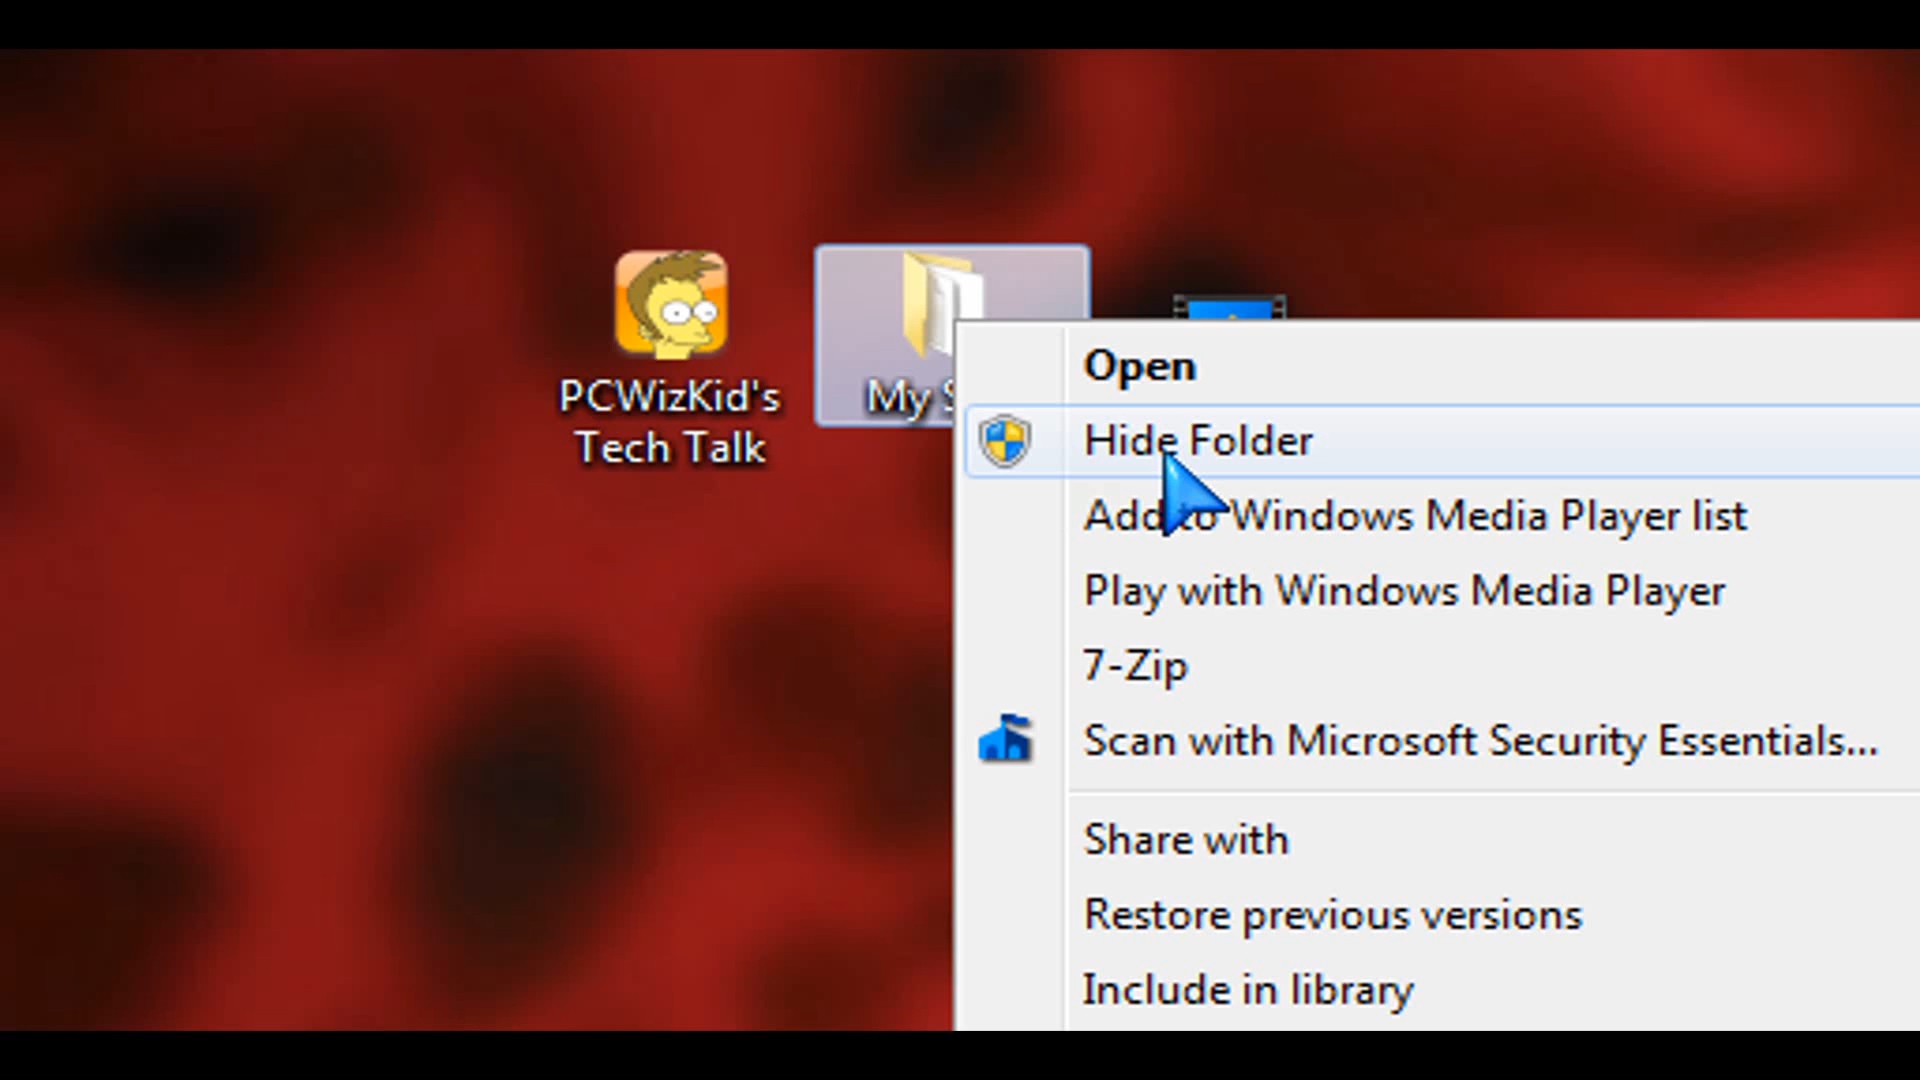 PCWizKid's
Tech Talk
My
Open
Hide Folder
Add to Windows Media Player list
Play with Windows Media Player
7-Zip
Scan with Microsoft Security Essentials...
Share with
Restore previous versions
Include in library